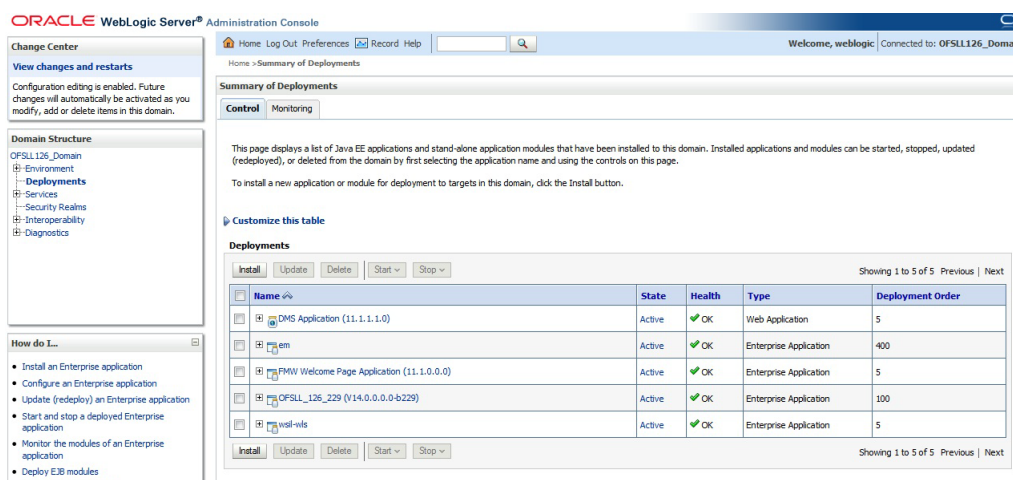 ORACLE WebLogic Server® Administration Console
Change Center
View changes and restarts
Configuration editing is enabled. Future
changes will automatically be activated as you
modify, add or delete items in this domain.
Domain Structure
OFSLL126_Domain
Environment
Deployments
Services
Security Realms
Interoperability
Diagnostics
How do I...
Install an Enterprise application
Configure an Enterprise application
Update (redeploy) an Enterprise application
Start and stop a deployed Enterprise
application
Monitor the modules of an Enterprise
application
Deploy EJB modules
Home Log Out Preferences Record Help
Welcome, weblogic Connected to: OFSLL126_Doma
Home >Summary of Deployments
Summary of Deployments
Control Monitoring
This page displays a list of Java EE applications and stand-alone application modules that have been installed to this domain. Installed applications and modules can be started, stopped, updated
(redeployed), or deleted from the domain by first selecting the application name and using the controls on this page.
To install a new application or module for deployment to targets in this domain, click the Install button.
Customize this table
Deployments
Install Update Delete Start Stop Showing 1 to 5 of 5 Previous | Next
Name State Health Type Deployment Order
DMS Application (11.1.1.1.0) Active OK Web Application 5
em Active OK Enterprise Application 400
FMW Welcome Page Application (11.1.0.0.0) Active OK Enterprise Application 5
OFSLL_126_229 (V14.0.0.0.0-b229) Active OK Enterprise Application 100
wsil-wls Active OK Enterprise Application 5
Install Update Delete Start Stop Showing 1 to 5 of 5 Previous | Next